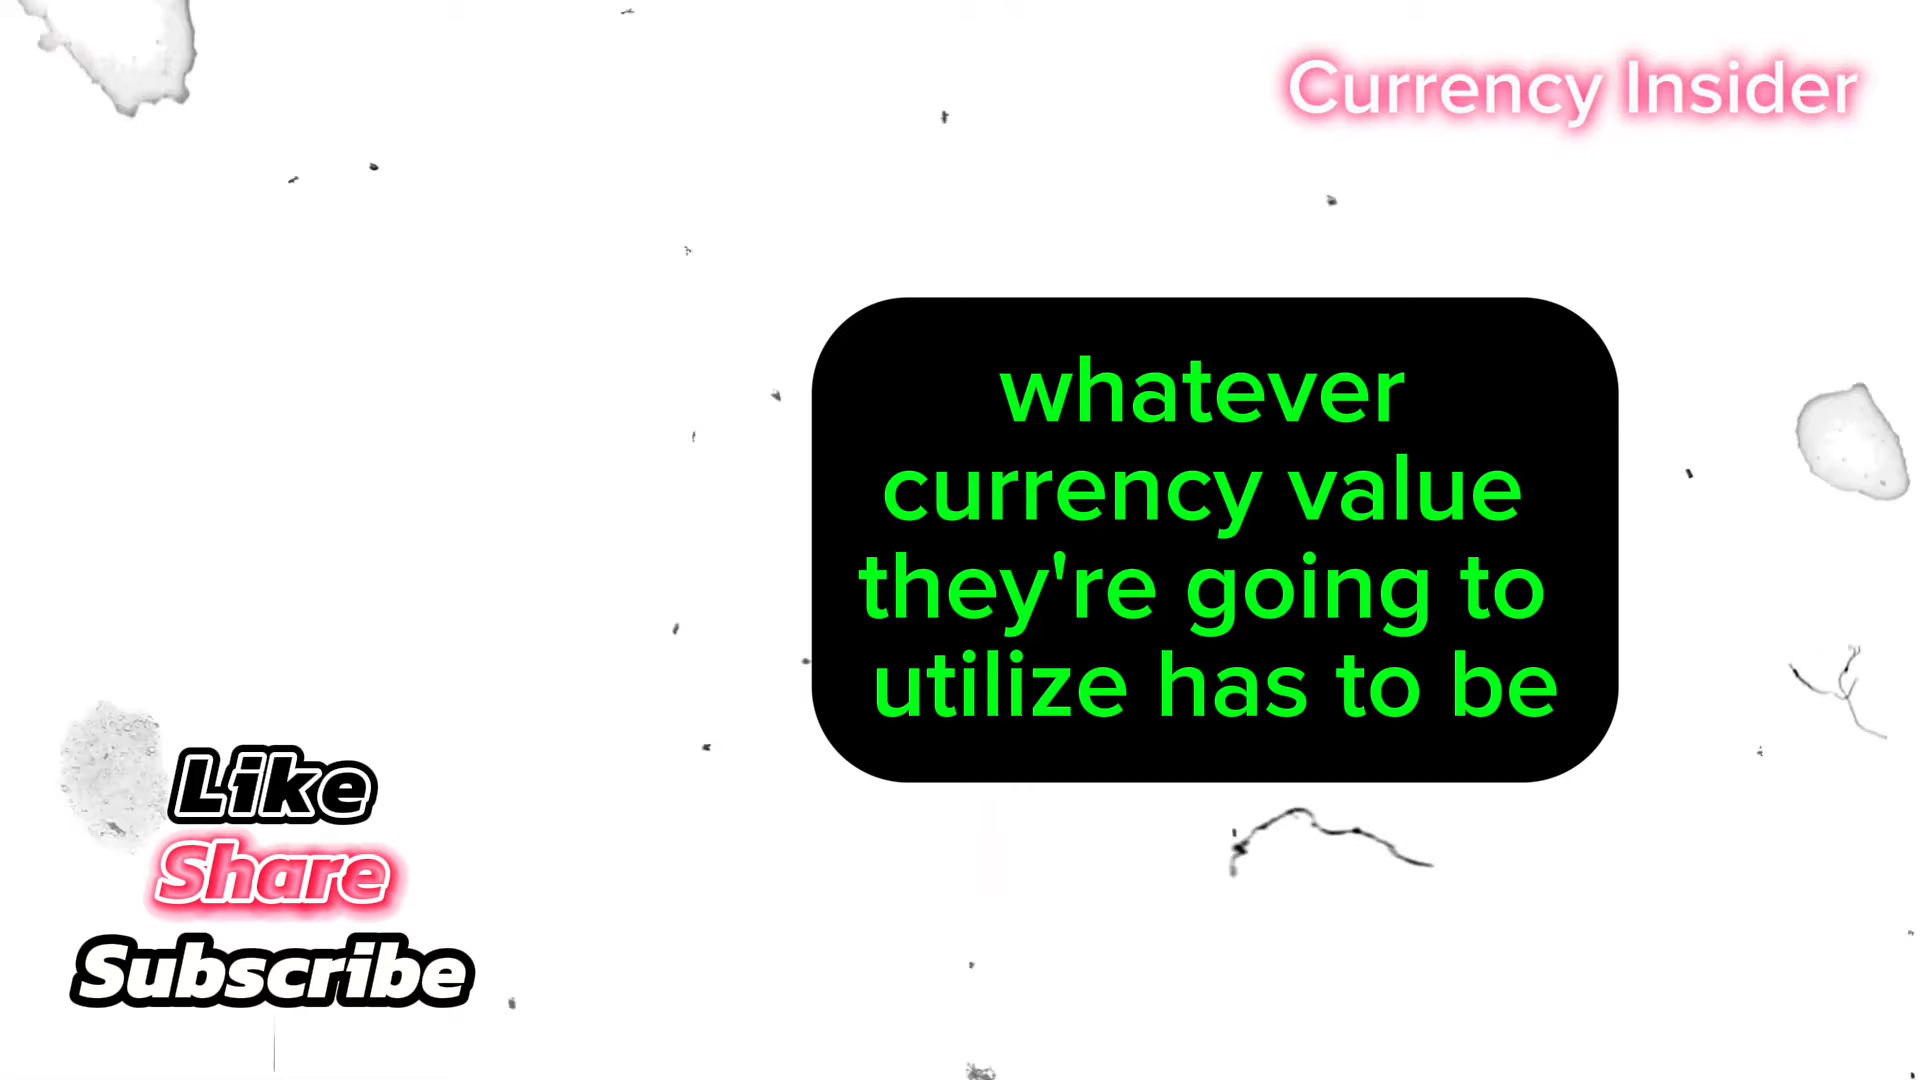 Currency Insider
whatever
currency value
they're going to
utilize has to be
Like
Share
Subscribe